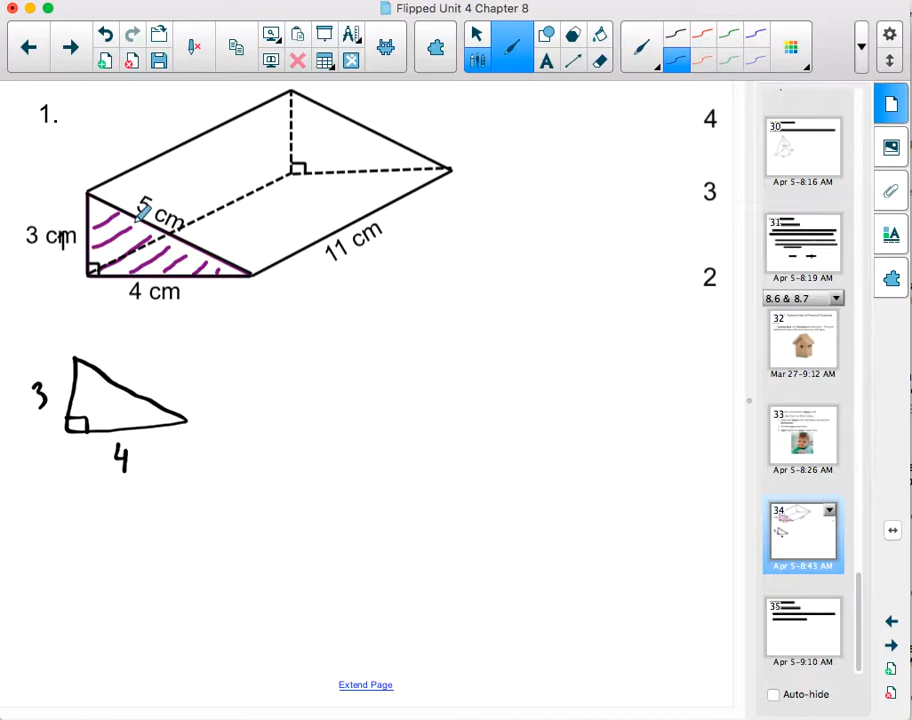 Flipped Unit 4 Chapter 8
1.
5 cm
3 cm
4 cm
11 cm
4
3
2
3
4
Extend Page
30
Apr 5-8:16 AM
31
Apr 5-8:19 AM
8.6 & 8.7
32
Mar 27-9:12 AM
33
Apr 5-8:26 AM
34
Apr 5-8:43 AM
35
Apr 5-9:10 AM
Auto-hide